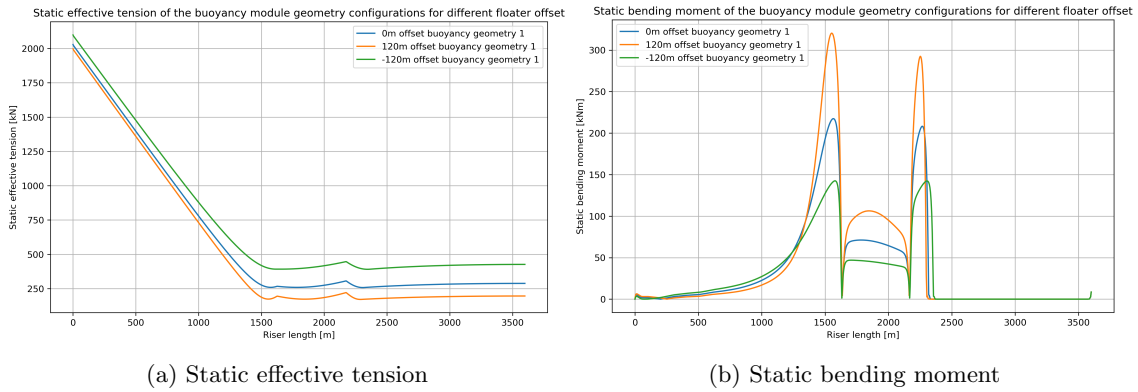 Static effective tension of the buoyancy module geometry configurations for different floater offset
0m offset buoyancy geometry 1
120m offset buoyancy geometry 1
-120m offset buoyancy geometry 1
Static effective tension [kN]
2000
1750
1500
1250
1000
750
500
250
0
500
1000
1500
2000
2500
3000
3500
Riser length [m]
(a) Static effective tension
Static bending moment of the buoyancy module geometry configurations for different floater offset
0m offset buoyancy geometry 1
120m offset buoyancy geometry 1
-120m offset buoyancy geometry 1
Static bending moment [kNm]
300
250
200
150
100
50
0
0
500
1000
1500
2000
2500
3000
3500
Riser length [m]
(b) Static bending moment